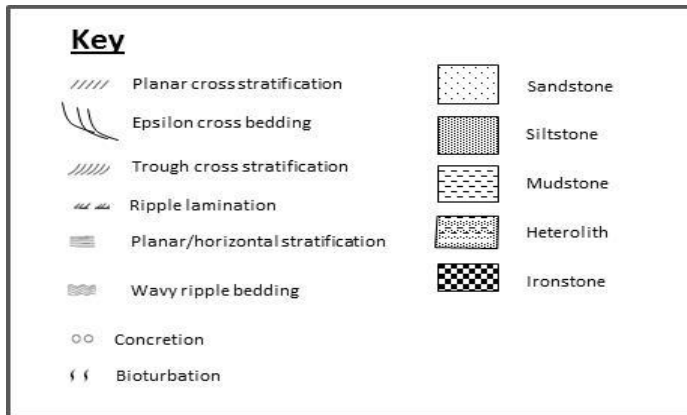 Key
Planar cross stratification
Epsilon cross bedding
Trough cross stratification
Ripple lamination
Planar/horizontal stratification
Wavy ripple bedding
Concretion
Bioturbation
Sandstone
Siltstone
Mudstone
Heterolith
Ironstone